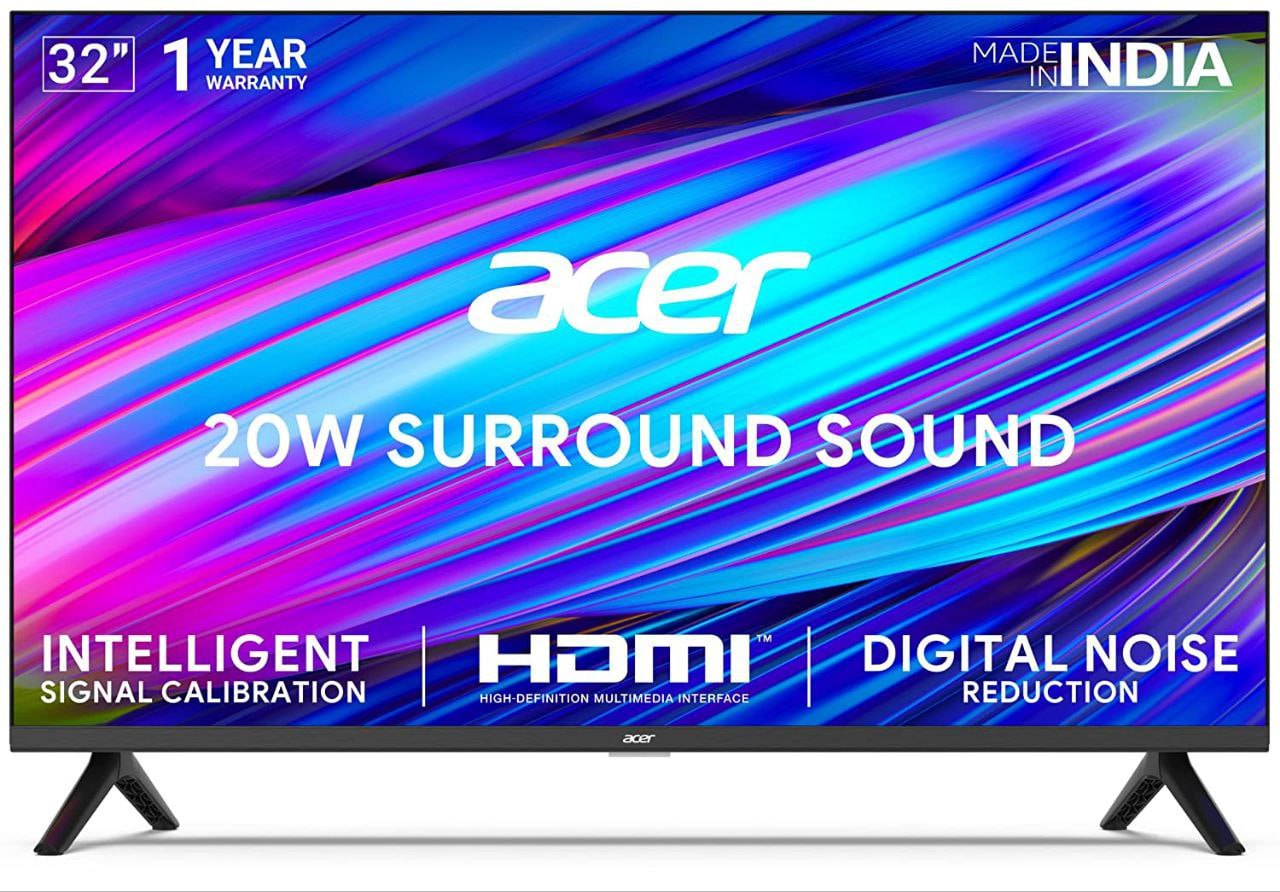 32"
1 YEAR
WARRANTY
MADE
IN INDIA
acer
20W SURROUND SOUND
INTELLIGENT
SIGNAL CALIBRATION
HDMI™
HIGH-DEFINITION MULTIMEDIA INTERFACE
DIGITAL NOISE
REDUCTION
acer